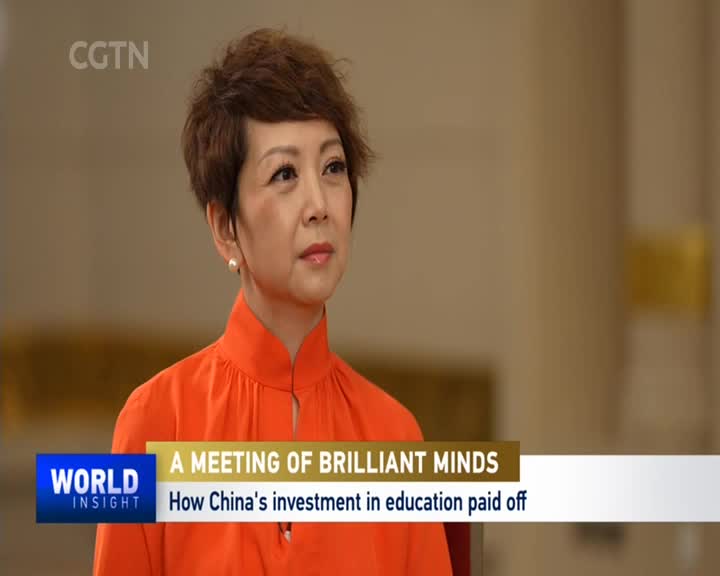 CGTN
A MEETING OF BRILLIANT MINDS
WORLD
INSIGHT
How China's investment in education paid off